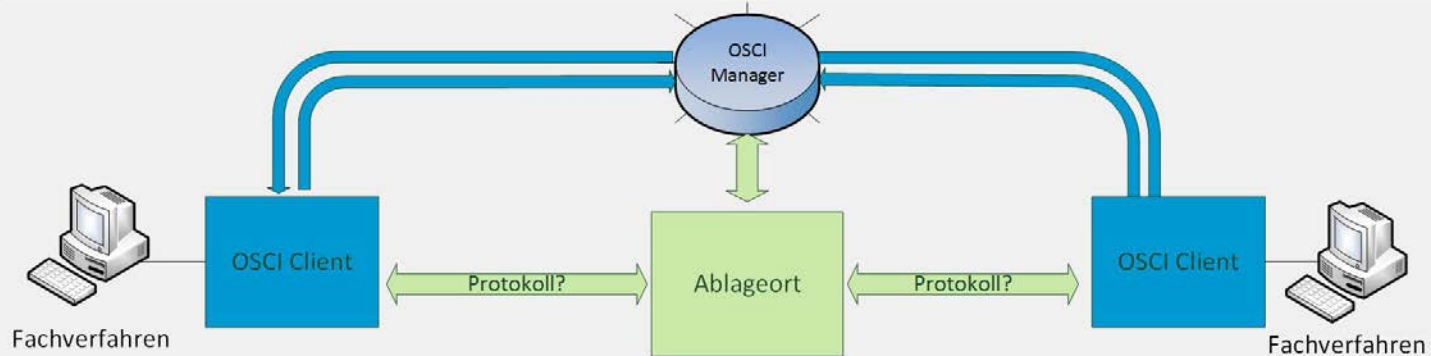 OSCI
Manager
OSCI Client
Protokoll?
Ablageort
Protokoll?
OSCI Client
Fachverfahren
Fachverfahren